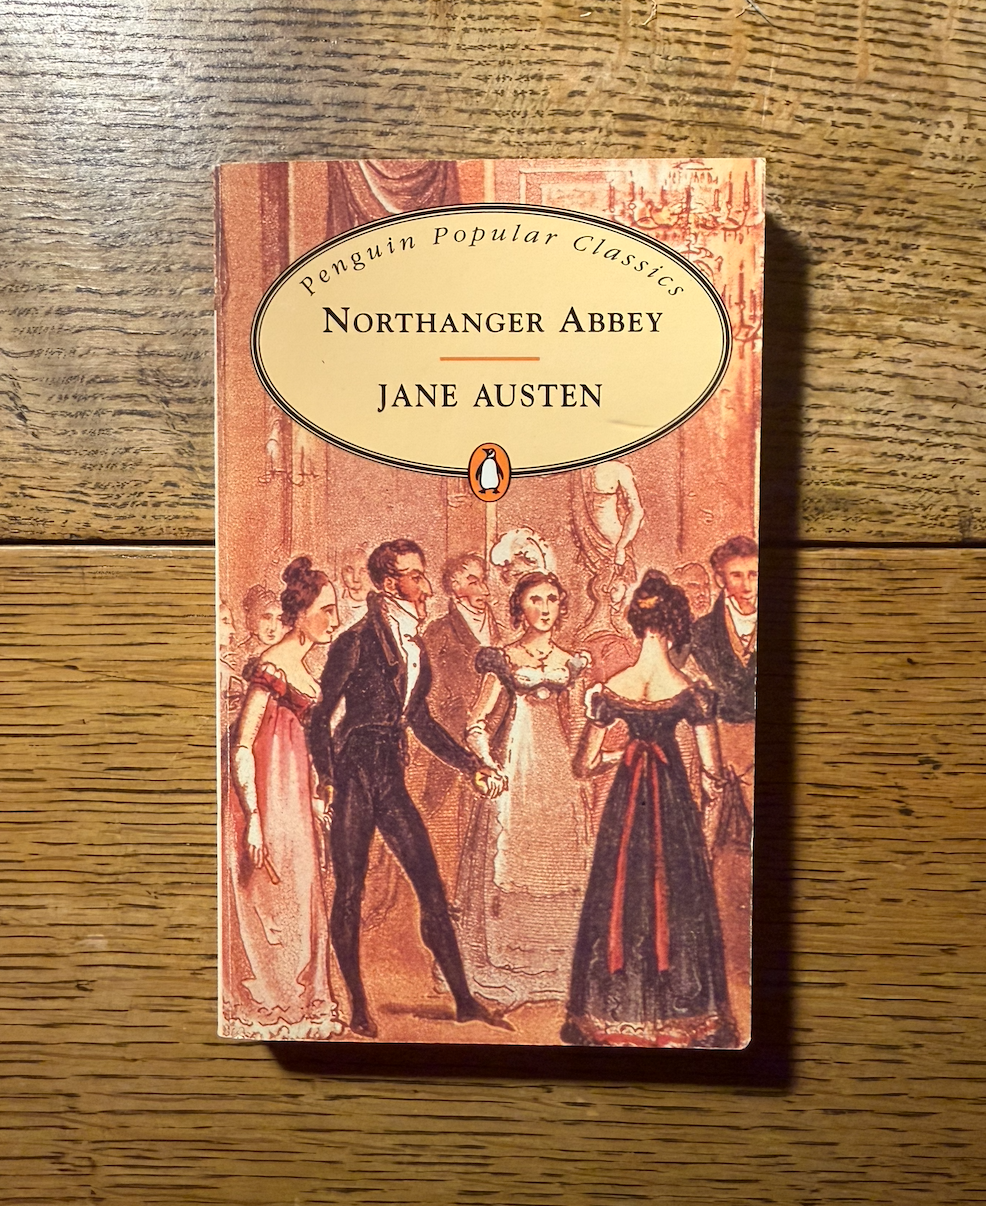 Penguin Popular Classics
NORTHANGER ABBEY
JANE AUSTEN